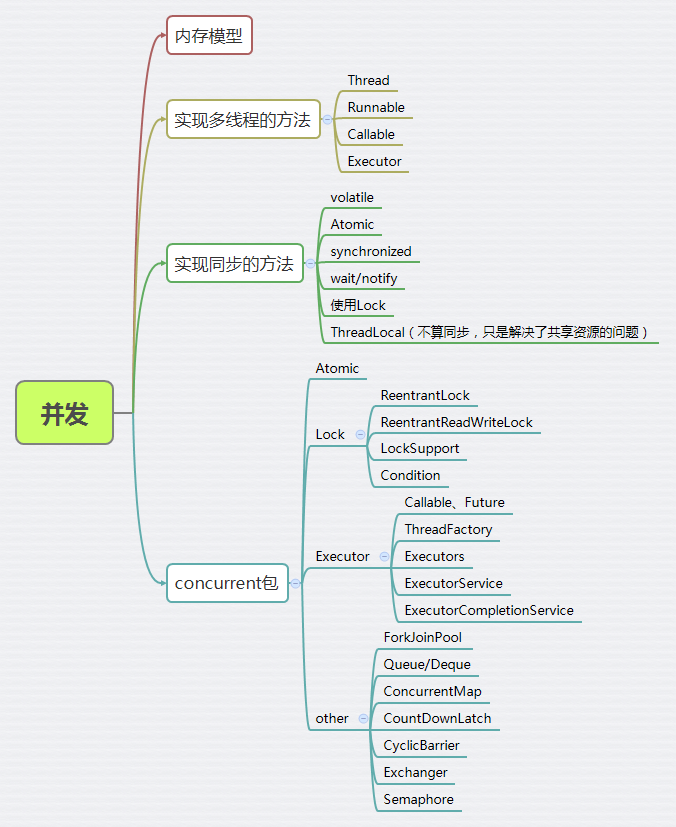 内存模型
实现多线程的方法
Thread
Runnable
Callable
Executor
实现同步的方法
volatile
Atomic
synchronized
wait/notify
使用Lock
ThreadLocal（不算同步，只是解决了共享资源的问题）
并发
concurrent包
Atomic
Lock
ReentrantLock
ReentrantReadWriteLock
LockSupport
Condition
Executor
Callable、Future
ThreadFactory
Executors
ExecutorService
ExecutorCompletionService
other
ForkJoinPool
Queue/Deque
ConcurrentMap
CountDownLatch
CyclicBarrier
Exchanger
Semaphore